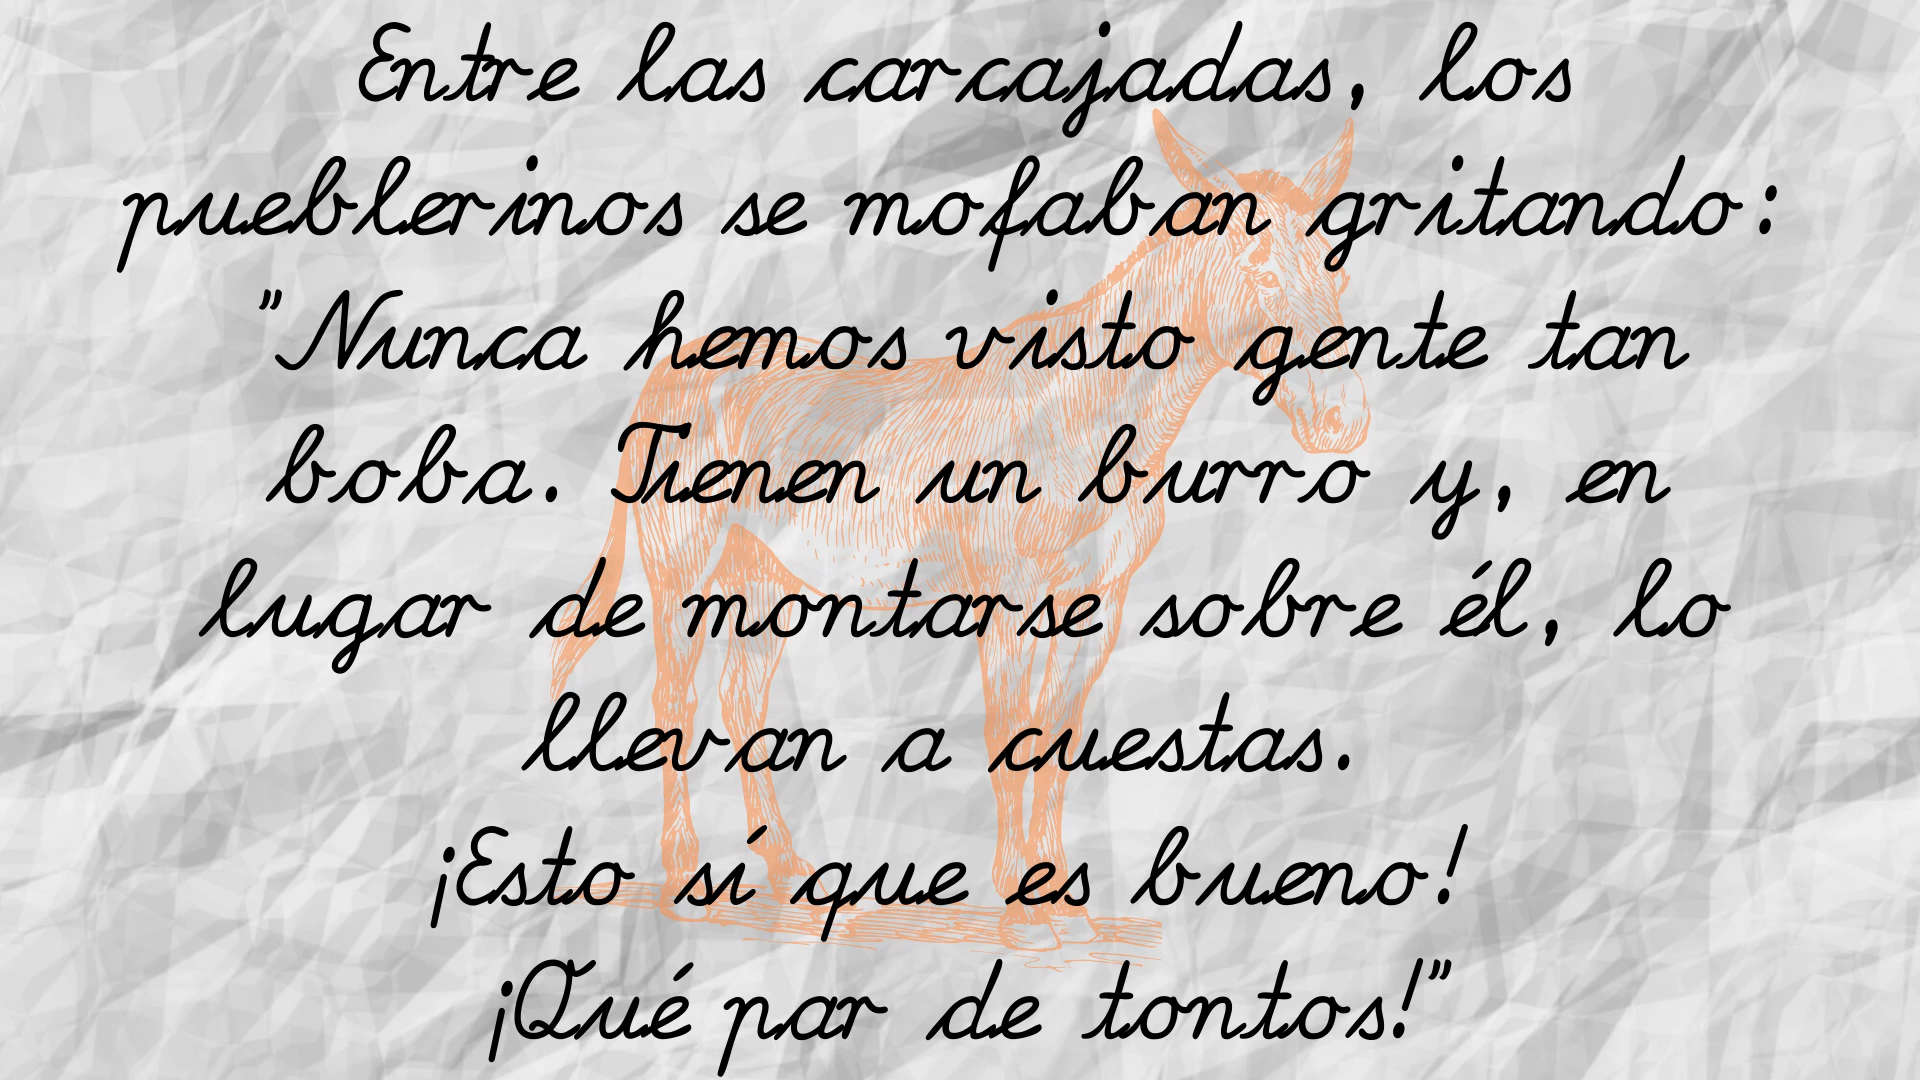 Entre las carcajadas, los
pueblerinos se mofaban gritando:
"Nunca hemos visto gente tan
boba. Tienen un burro y, en
lugar de montarse sobre él, lo
llevan a cuestas.
¡Esto sí que es bueno!
¡Qué par de tontos!"